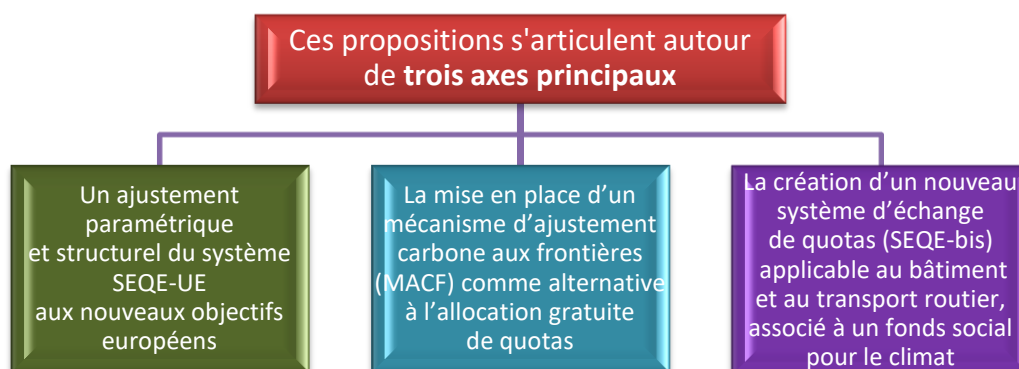 Ces propositions s'articulent autour
de trois axes principaux
Un ajustement
paramétrique
et structurel du système
SEQE-UE
aux nouveaux objectifs
européens
La mise en place d’un
mécanisme d’ajustement
carbone aux frontières
(MACF) comme alternative
à l’allocation gratuite
de quotas
La création d’un nouveau
système d’échange
de quotas (SEQE-bis)
applicable au bâtiment
et au transport routier,
associé à un fonds social
pour le climat